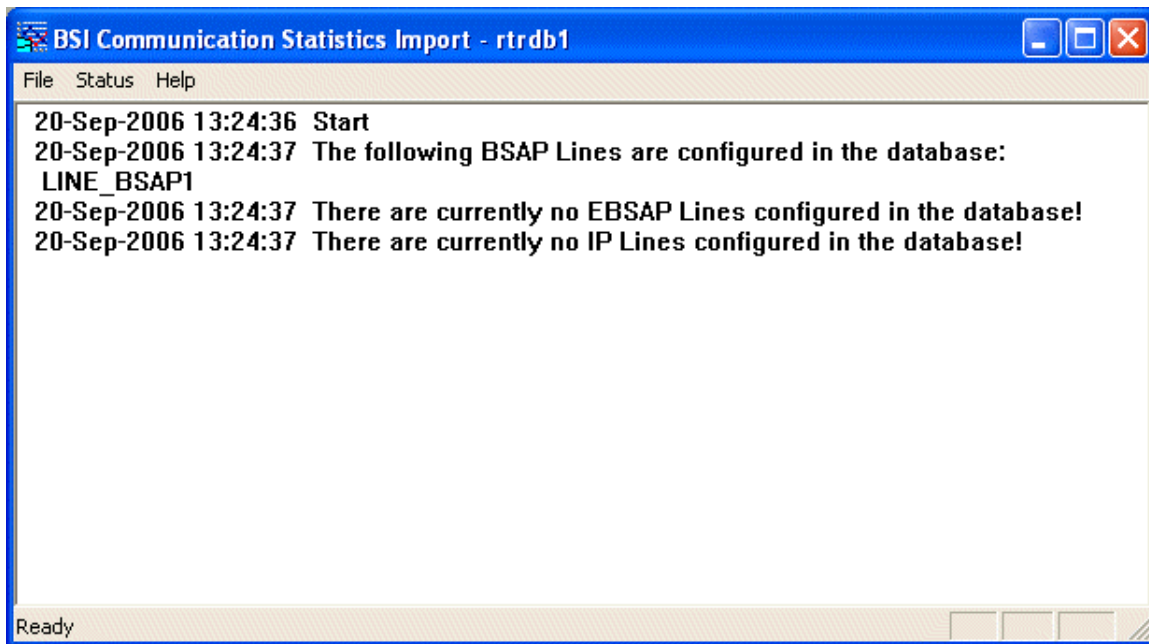 BSI Communication Statistics Import - rtrdb1
File Status Help
20-Sep-2006 13:24:36 Start
20-Sep-2006 13:24:37 The following BSAP Lines are configured in the database:
LINE_BSAP1
20-Sep-2006 13:24:37 There are currently no EBSAP Lines configured in the database!
20-Sep-2006 13:24:37 There are currently no IP Lines configured in the database!
Ready